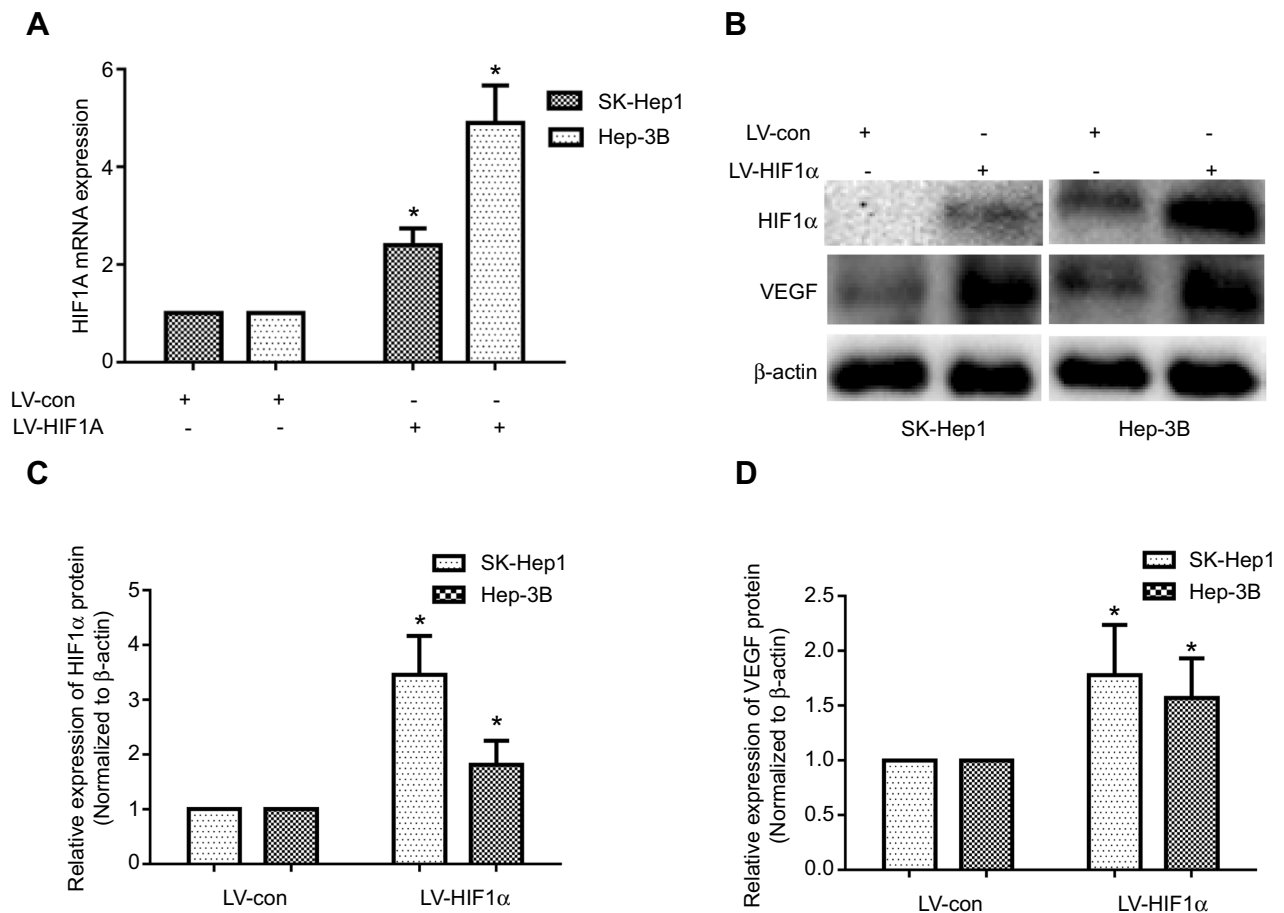 A
HIF1A mRNA expression
6
4
2
0
*
*
SK-Hep1
Hep-3B
LV-con + + - -
LV-HIF1A - - + +
B
LV-con + - + -
LV-HIF1α - + - +
HIF1α
VEGF
β-actin
SK-Hep1 Hep-3B
C
Relative expression of HIF1α protein
(Normalized to β-actin)
5
4
3
2
1
0
*
*
SK-Hep1
Hep-3B
LV-con LV-HIF1α
D
Relative expression of VEGF protein
(Normalized to β-actin)
2.5
2.0
1.5
1.0
0.5
0.0
*
*
SK-Hep1
Hep-3B
LV-con LV-HIF1α